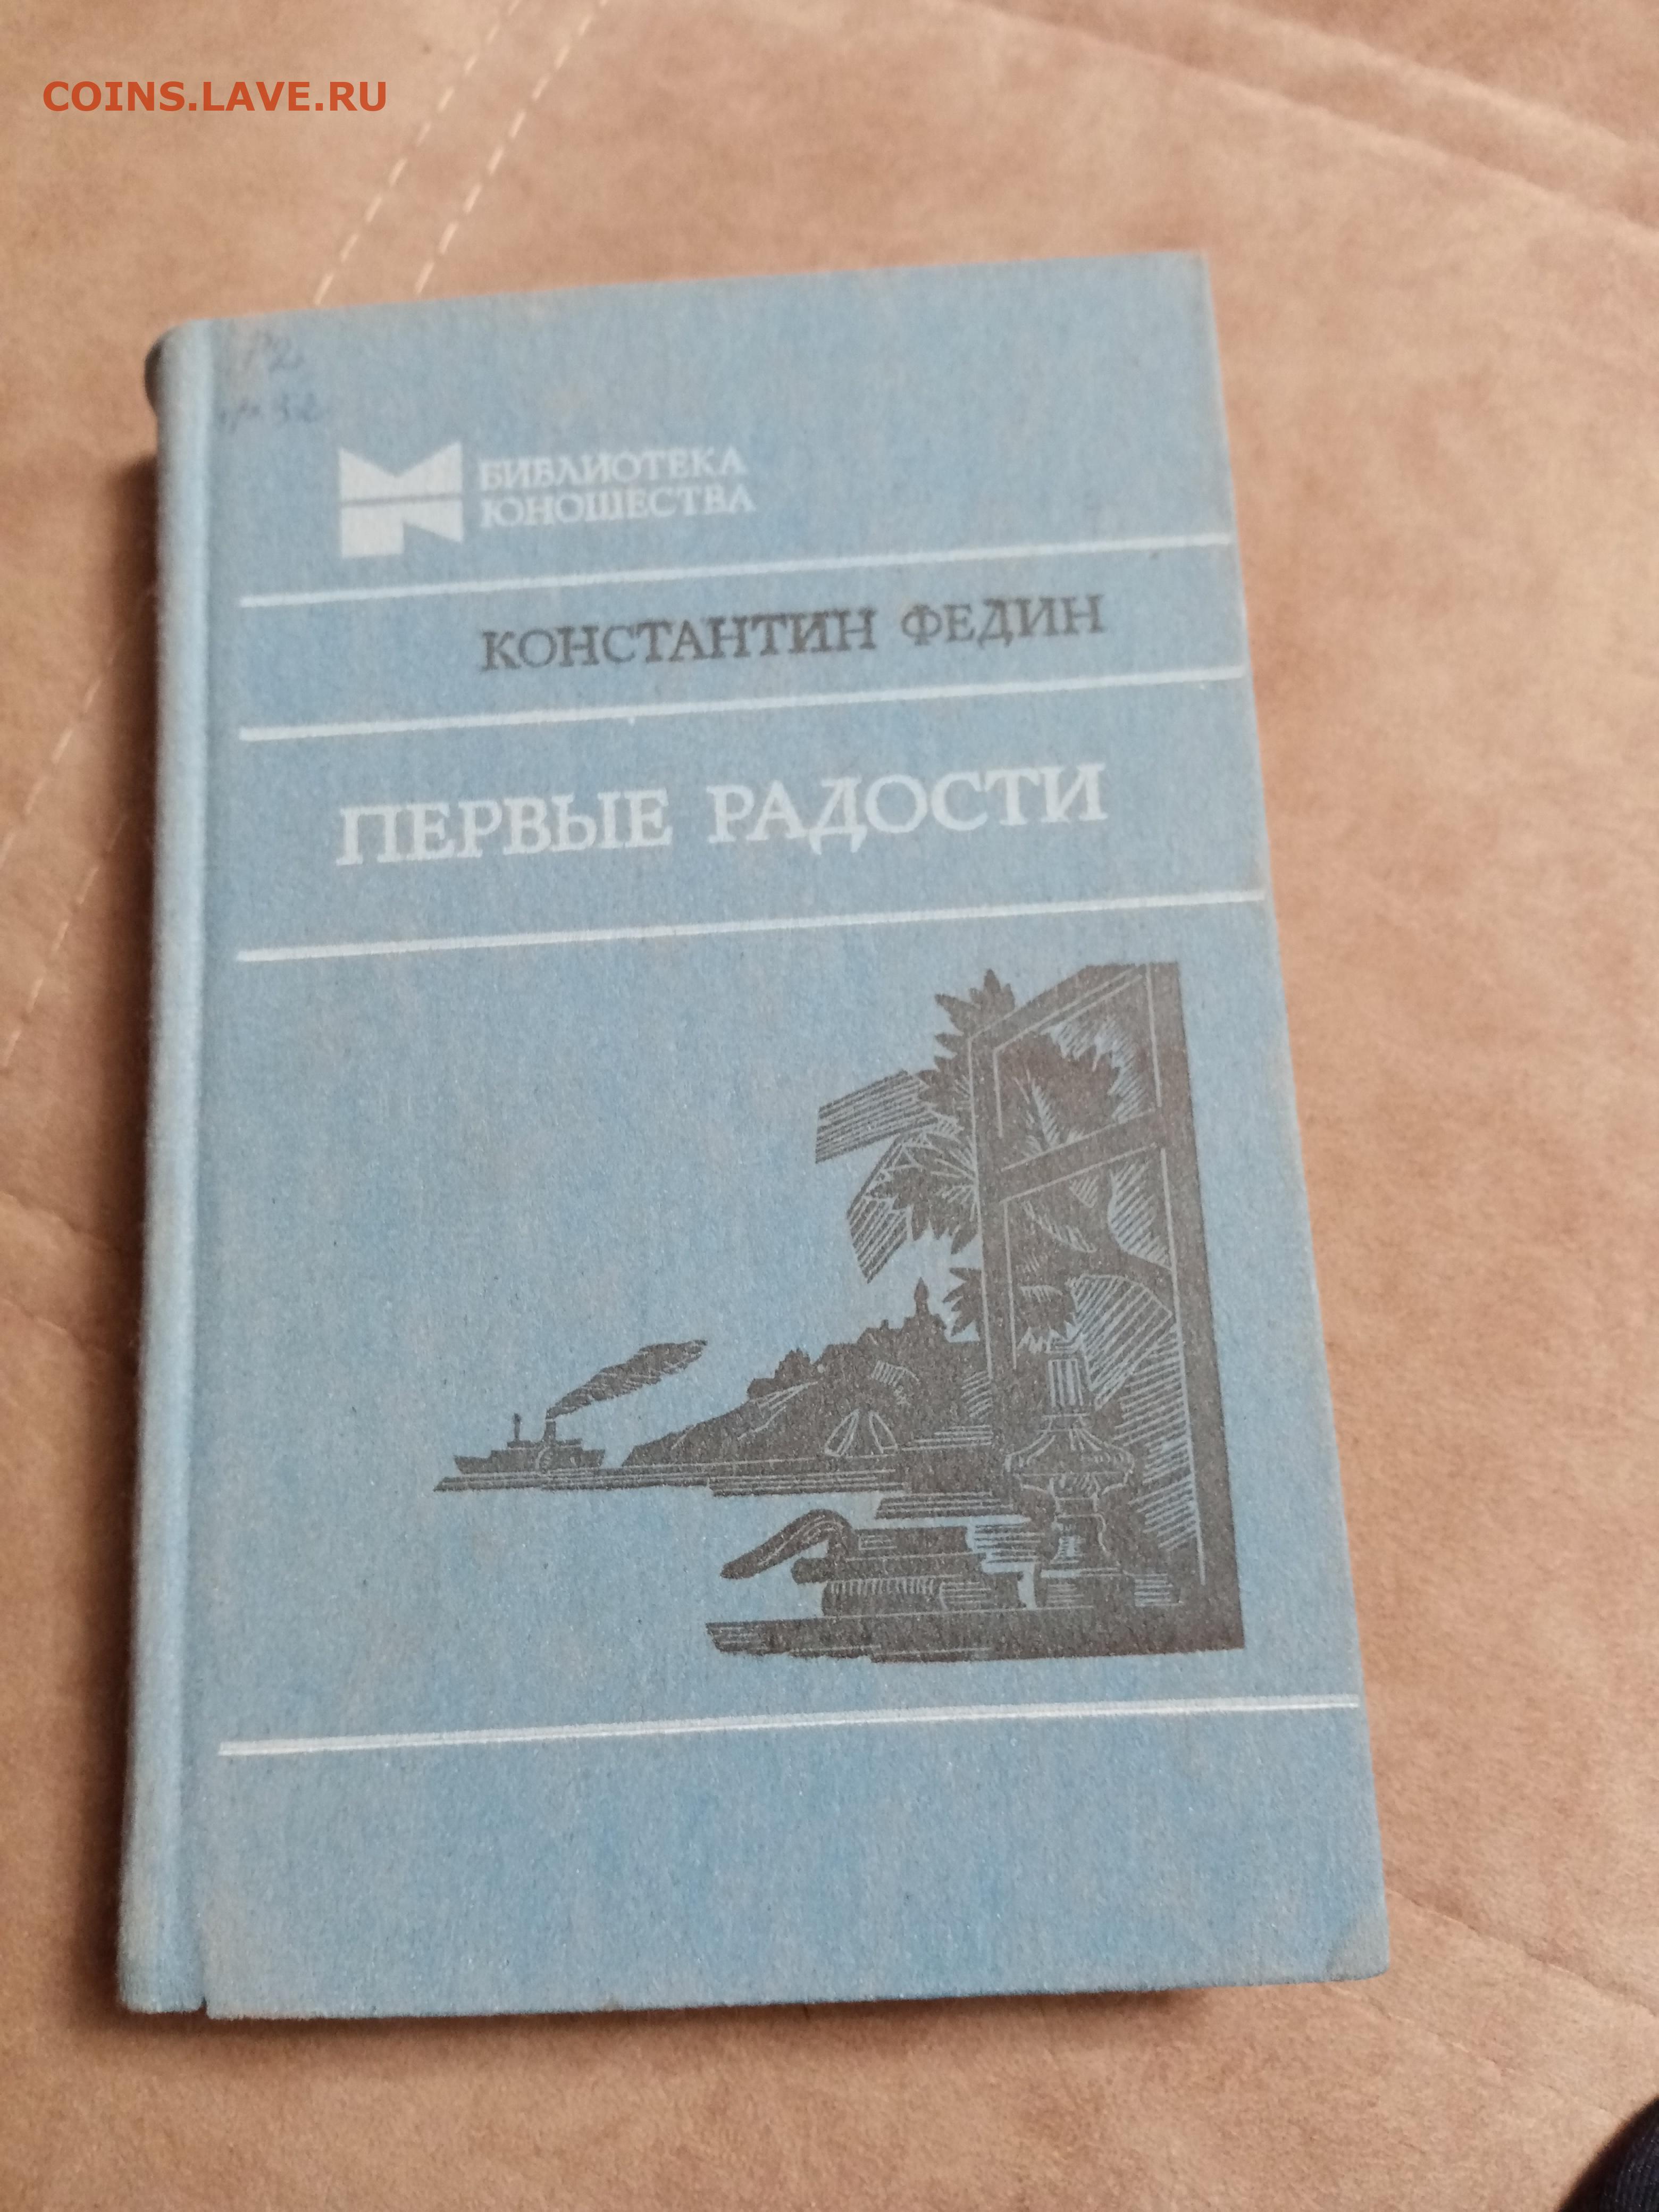 COINS.LAVE.RU
БИБЛИОТЕКА
ЮНОШЕСТВА
КОНСТАНТИН ФЕДИН
ПЕРВЫЕ РАДОСТИ